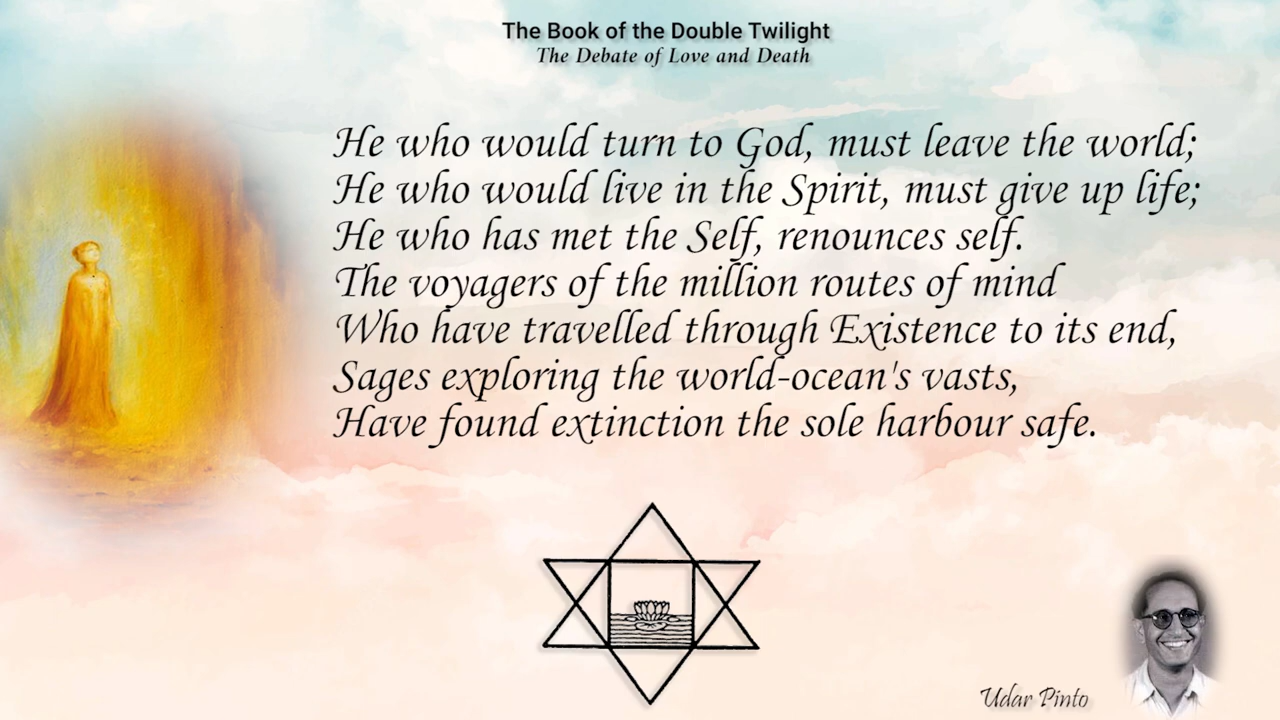 The Book of the Double Twilight
The Debate of Love and Death
He who would turn to God, must leave the world;
He who would live in the Spirit, must give up life;
He who has met the Self, renounces self.
The voyagers of the million routes of mind
Who have travelled through Existence to its end,
Sages exploring the world-ocean's vasts,
Have found extinction the sole harbour safe.
Udar Pinto